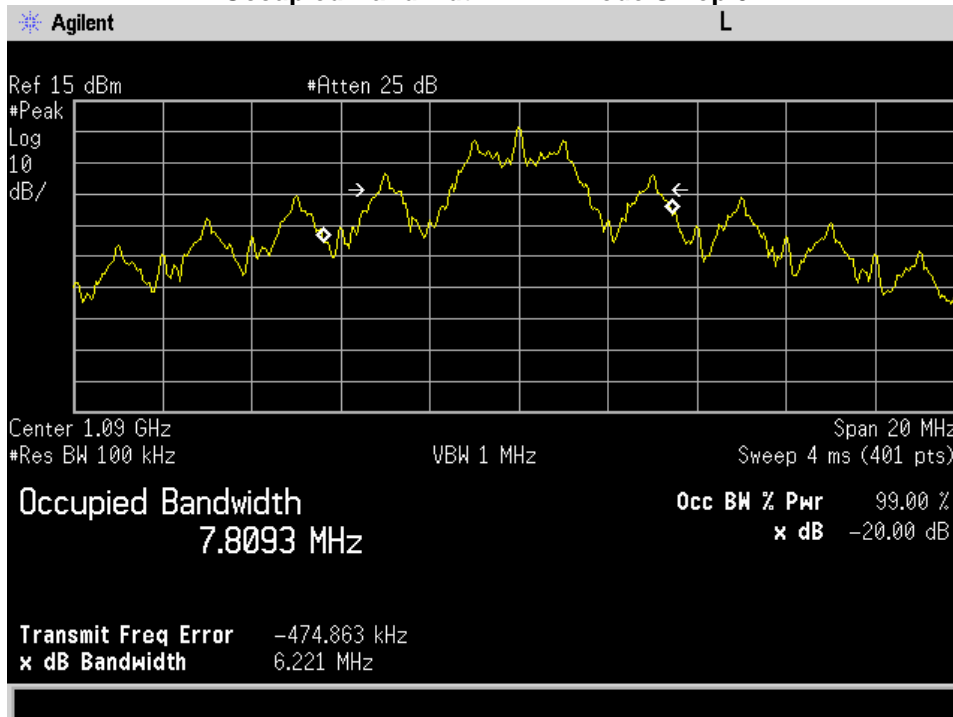 Agilent L
Ref 15 dBm #Atten 25 dB
#Peak
Log
10
dB/
Center 1.09 GHz Span 20 MHz
#Res BW 100 kHz VBW 1 MHz Sweep 4 ms (401 pts)
Occupied Bandwidth Occ BW % Pwr 99.00 %
7.8093 MHz x dB -20.00 dB
Transmit Freq Error -474.863 kHz
x dB Bandwidth 6.221 MHz